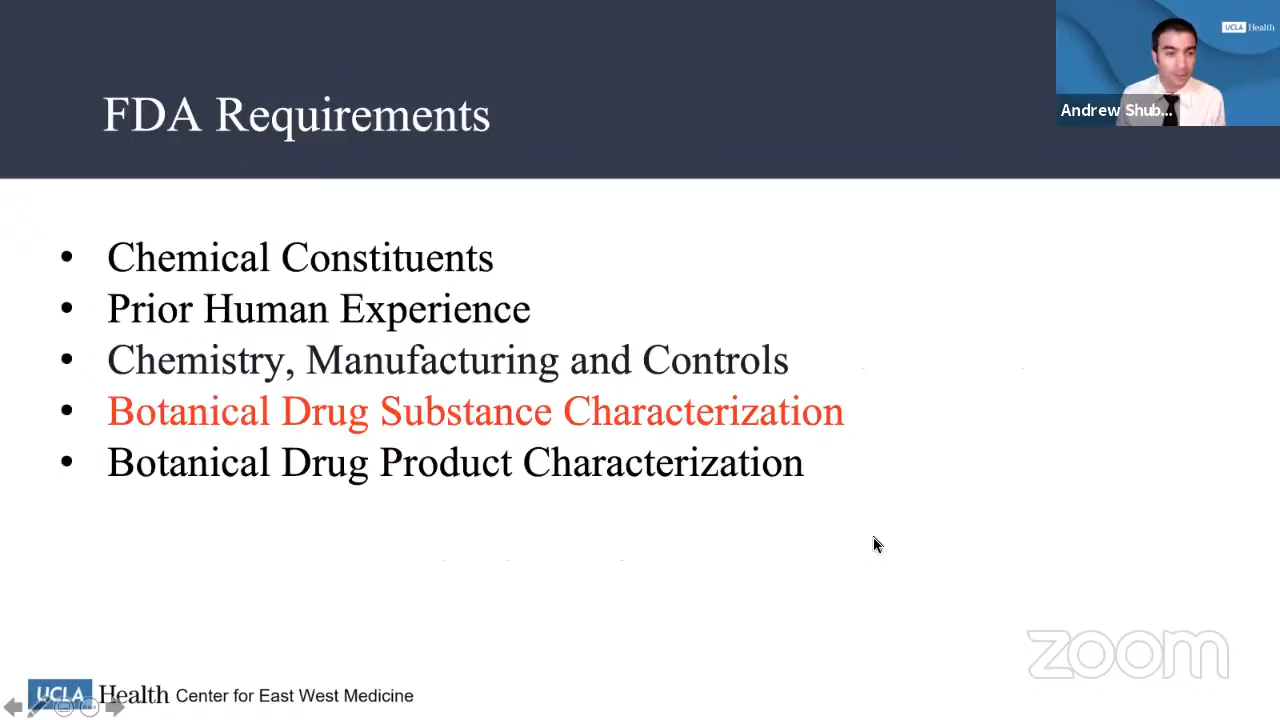 UCLA Health
FDA Requirements
Andrew Shub...
• Chemical Constituents
• Prior Human Experience
• Chemistry, Manufacturing and Controls
• Botanical Drug Substance Characterization
• Botanical Drug Product Characterization
zoom
UCLA Health Center for East West Medicine